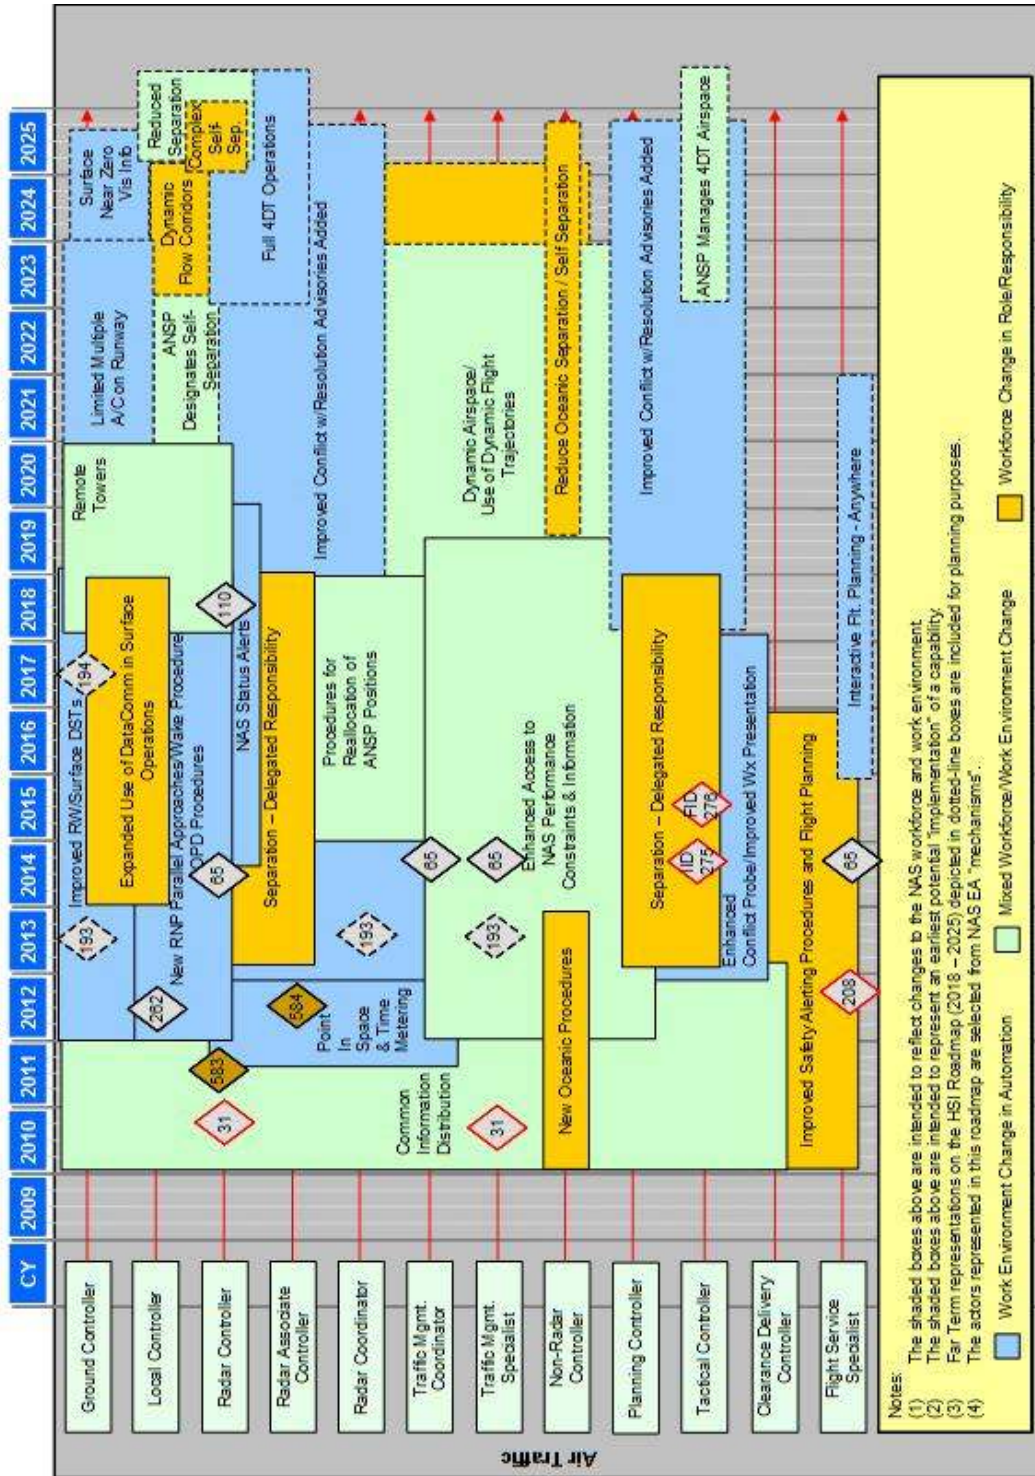 CY
2009
2010
2011
2012
2013
2014
2015
2016
2017
2018
2019
2020
2021
2022
2023
2024
2025
Air Traffic
Ground Controller
Local Controller
Radar Controller
Radar Associate
Controller
Radar Coordinator
Traffic Mgmt.
Coordinator
Traffic Mgmt.
Specialist
Non-Radar
Controller
Planning Controller
Tactical Controller
Clearance Delivery
Controller
Flight Service
Specialist
Improved RW/Surface DSTs
193
194
Expanded Use of DataComm in Surface
Operations
New RNP Parallel Approaches/Wake Procedures
OPD Procedures
262
65
583
31
110
NAS Status Alerts
Remote
Towers
Limited Multiple
A/C on Runway
Surface
Near Zero
Vis Info
ANSP
Designates Self-
Separation
Dynamic
Flow Corridors
Reduced
Separation
Complex
Self-
Sep.
Full 4DT Operations
Separation – Delegated Responsibility
584
Point
In
Space
& Time
Metering
Improved Conflict w/Resolution Advisories Added
193
Procedures for
Reallocation of
ANSP Positions
Common
Information
Distribution
65
31
193
65
Enhanced Access to
NAS Performance
Constraints & Information
Dynamic Airspace/
Use of Dynamic Flight
Trajectories
New Oceanic Procedures
Reduce Oceanic Separation / Self Separation
Separation – Delegated Responsibility
Improved Conflict w/Resolution Advisories Added
275
FID
276
ANSP Manages 4DT Airspace
Enhanced
Conflict Probe/Improved Wx Presentation
Improved Safety Alerting Procedures and Flight Planning
208
65
Interactive Flt. Planning - Anywhere
Notes:
(1) The shaded boxes above are intended to reflect changes to the NAS workforce and work environment.
(2) The shaded boxes above are intended to represent an earliest potential "implementation" of a capability.
(3) Far Term representations on the HSI Roadmap (2018 – 2025) depicted in dotted-line boxes are included for planning purposes.
(4) The actors represented in this roadmap are selected from NAS EA "mechanisms".
Work Environment Change in Automation
Mixed Workforce/Work Environment Change
Workforce Change in Role/Responsibility